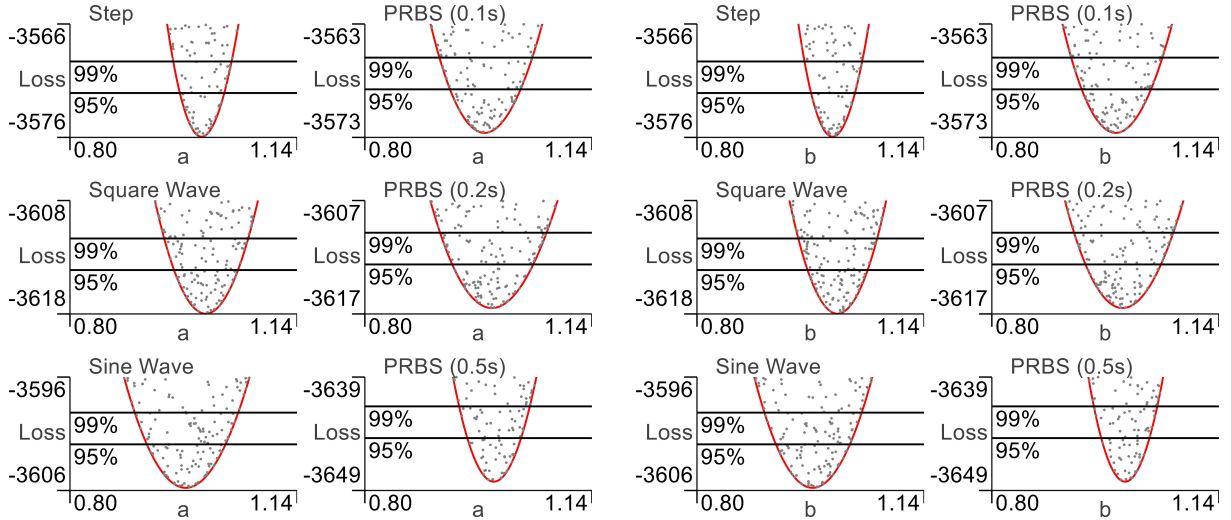 Step
-3566
Loss
99%
95%
-3576
0.80
a
1.14
PRBS (0.1s)
-3563
Loss
99%
95%
-3573
0.80
a
1.14
Step
-3566
Loss
99%
95%
-3576
0.80
b
1.14
PRBS (0.1s)
-3563
Loss
99%
95%
-3573
0.80
b
1.14
Square Wave
-3608
Loss
99%
95%
-3618
0.80
a
1.14
PRBS (0.2s)
-3607
Loss
99%
95%
-3617
0.80
a
1.14
Square Wave
-3608
Loss
99%
95%
-3618
0.80
b
1.14
PRBS (0.2s)
-3607
Loss
99%
95%
-3617
0.80
b
1.14
Sine Wave
-3596
Loss
99%
95%
-3606
0.80
a
1.14
PRBS (0.5s)
-3639
Loss
99%
95%
-3649
0.80
a
1.14
Sine Wave
-3596
Loss
99%
95%
-3606
0.80
b
1.14
PRBS (0.5s)
-3639
Loss
99%
95%
-3649
0.80
b
1.14